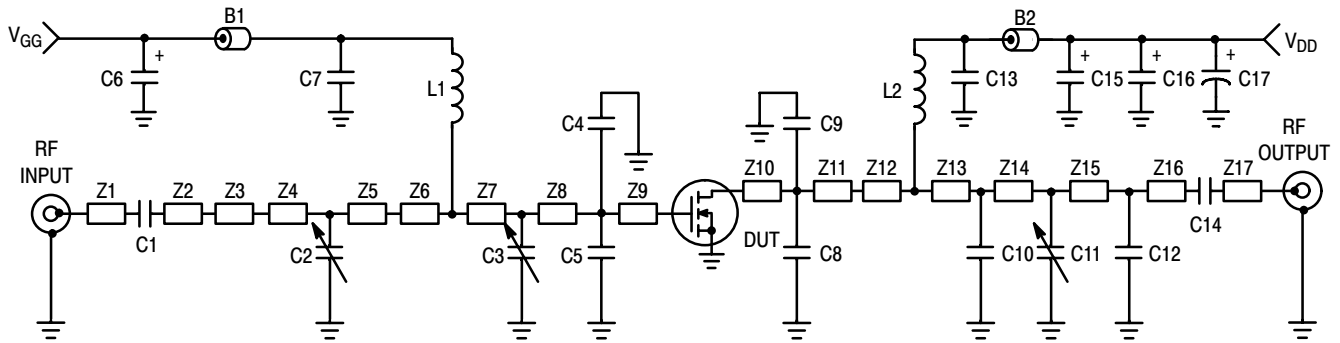 VGG
B1
+
C6
C7
L1
C4
C9
L2
C13
B2
+
C15
+
C16
+
C17
VDD
RF
INPUT
Z1
C1
Z2
Z3
Z4
C2
Z5
Z6
Z7
C3
Z8
C5
Z9
DUT
Z10
C8
Z11
Z12
Z13
C10
Z14
C11
Z15
C12
Z16
C14
Z17
RF
OUTPUT